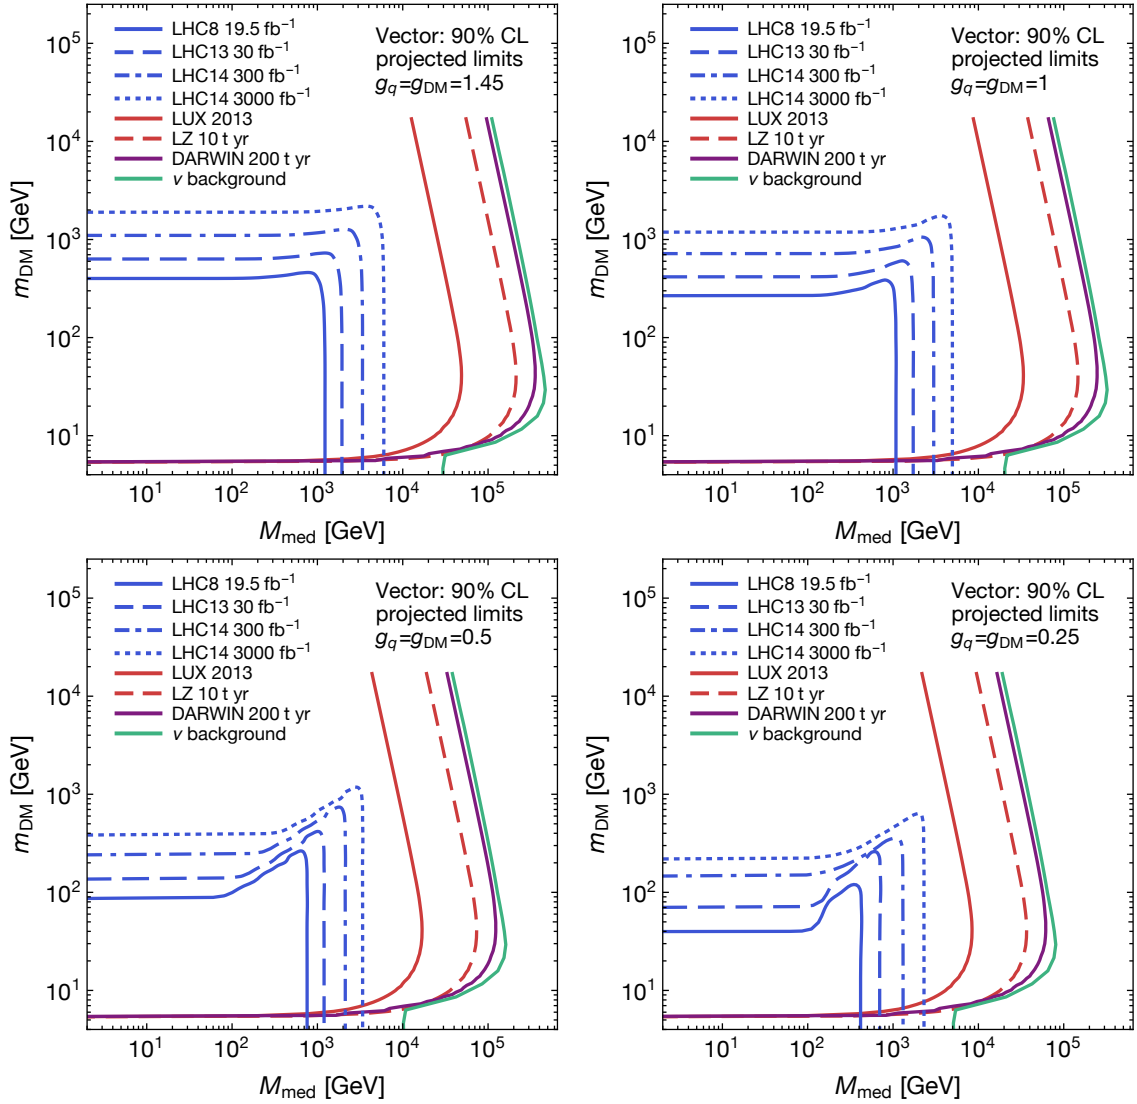 LHC8 19.5 fb⁻¹
LHC13 30 fb⁻¹
LHC14 300 fb⁻¹
LHC14 3000 fb⁻¹
LUX 2013
LZ 10 t yr
DARWIN 200 t yr
ν background
Vector: 90% CL
projected limits
g_q=g_DM=1.45
10⁵
10⁴
10³
10²
10¹
m_DM [GeV]
10¹ 10² 10³ 10⁴ 10⁵
M_med [GeV]
LHC8 19.5 fb⁻¹
LHC13 30 fb⁻¹
LHC14 300 fb⁻¹
LHC14 3000 fb⁻¹
LUX 2013
LZ 10 t yr
DARWIN 200 t yr
ν background
Vector: 90% CL
projected limits
g_q=g_DM=1
10⁵
10⁴
10³
10²
10¹
m_DM [GeV]
10¹ 10² 10³ 10⁴ 10⁵
M_med [GeV]
LHC8 19.5 fb⁻¹
LHC13 30 fb⁻¹
LHC14 300 fb⁻¹
LHC14 3000 fb⁻¹
LUX 2013
LZ 10 t yr
DARWIN 200 t yr
ν background
Vector: 90% CL
projected limits
g_q=g_DM=0.5
10⁵
10⁴
10³
10²
10¹
m_DM [GeV]
10¹ 10² 10³ 10⁴ 10⁵
M_med [GeV]
LHC8 19.5 fb⁻¹
LHC13 30 fb⁻¹
LHC14 300 fb⁻¹
LHC14 3000 fb⁻¹
LUX 2013
LZ 10 t yr
DARWIN 200 t yr
ν background
Vector: 90% CL
projected limits
g_q=g_DM=0.25
10⁵
10⁴
10³
10²
10¹
m_DM [GeV]
10¹ 10² 10³ 10⁴ 10⁵
M_med [GeV]